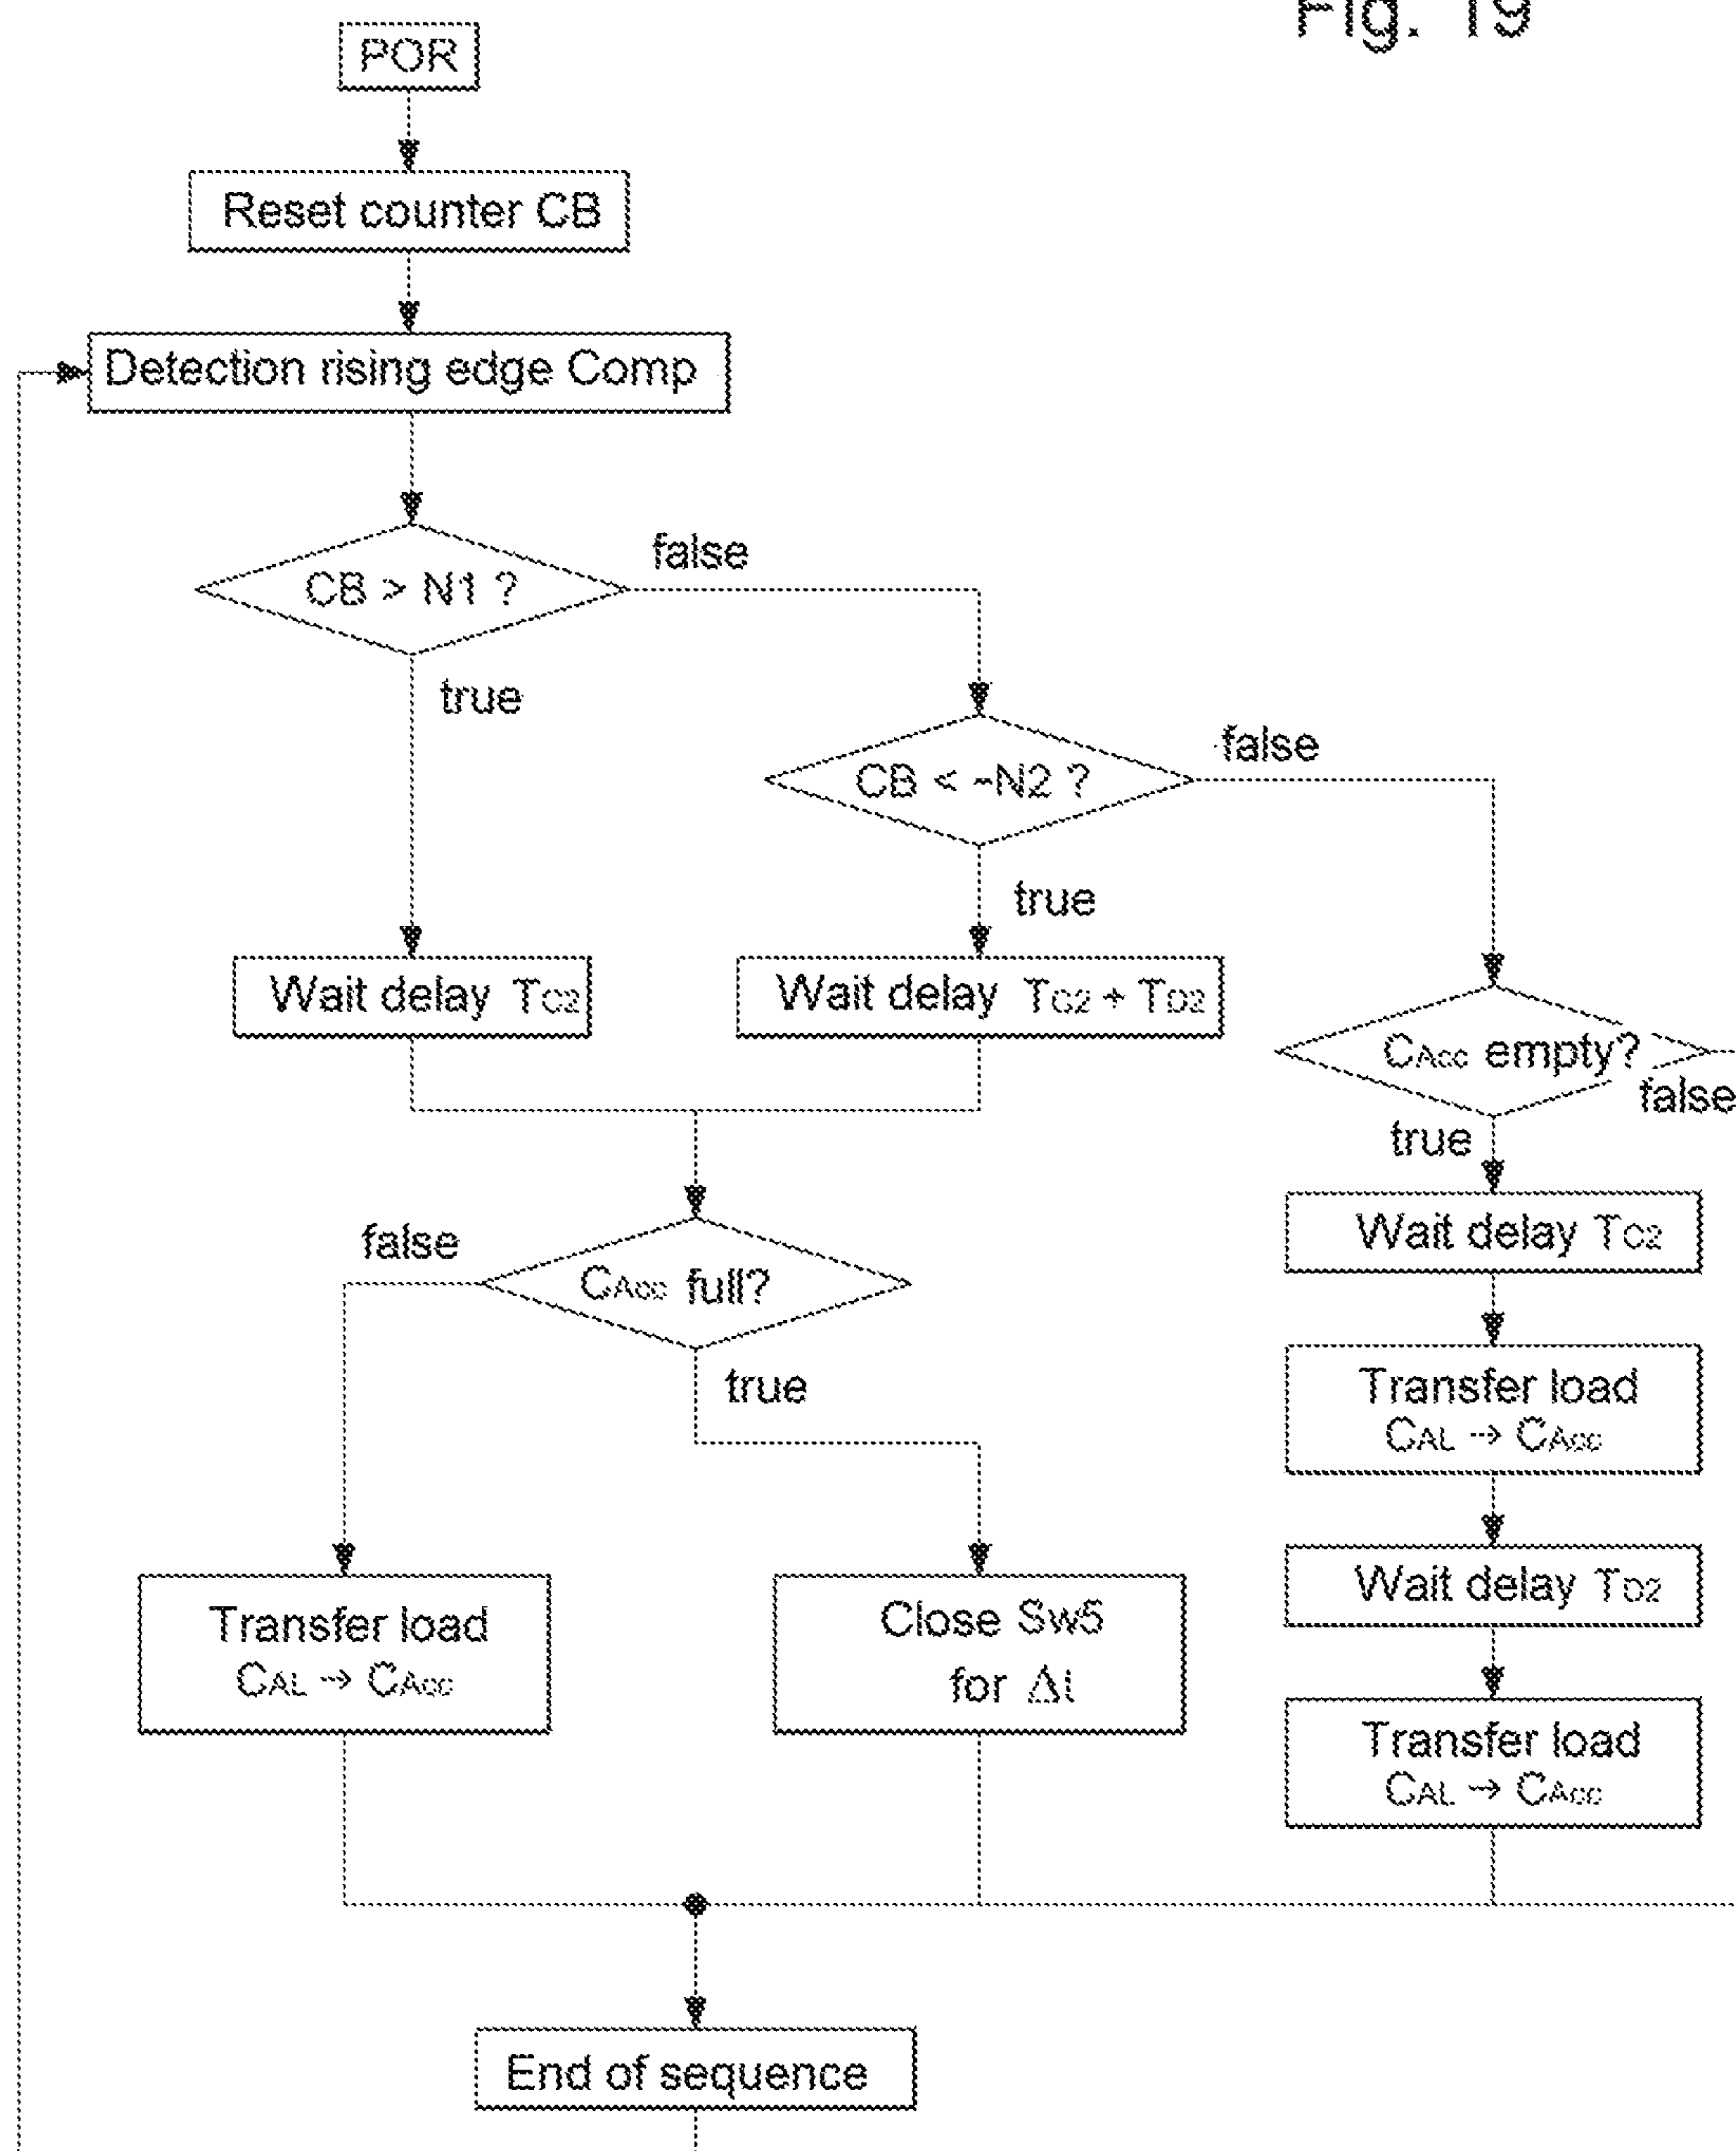 Fig. 19
POR
Reset counter CB
Detection rising edge Comp
CB > N1 ?
false
true
CB < -N2 ?
false
true
Wait delay TC2
Wait delay TC2 + TD2
CAcc empty?
false
true
Wait delay TC2
CAcc full?
false
true
Transfer load
CAL → CAcc
Wait delay TD2
Transfer load
CAL → CAcc
Close Sw5
for Δt
Transfer load
CAL → CAcc
End of sequence